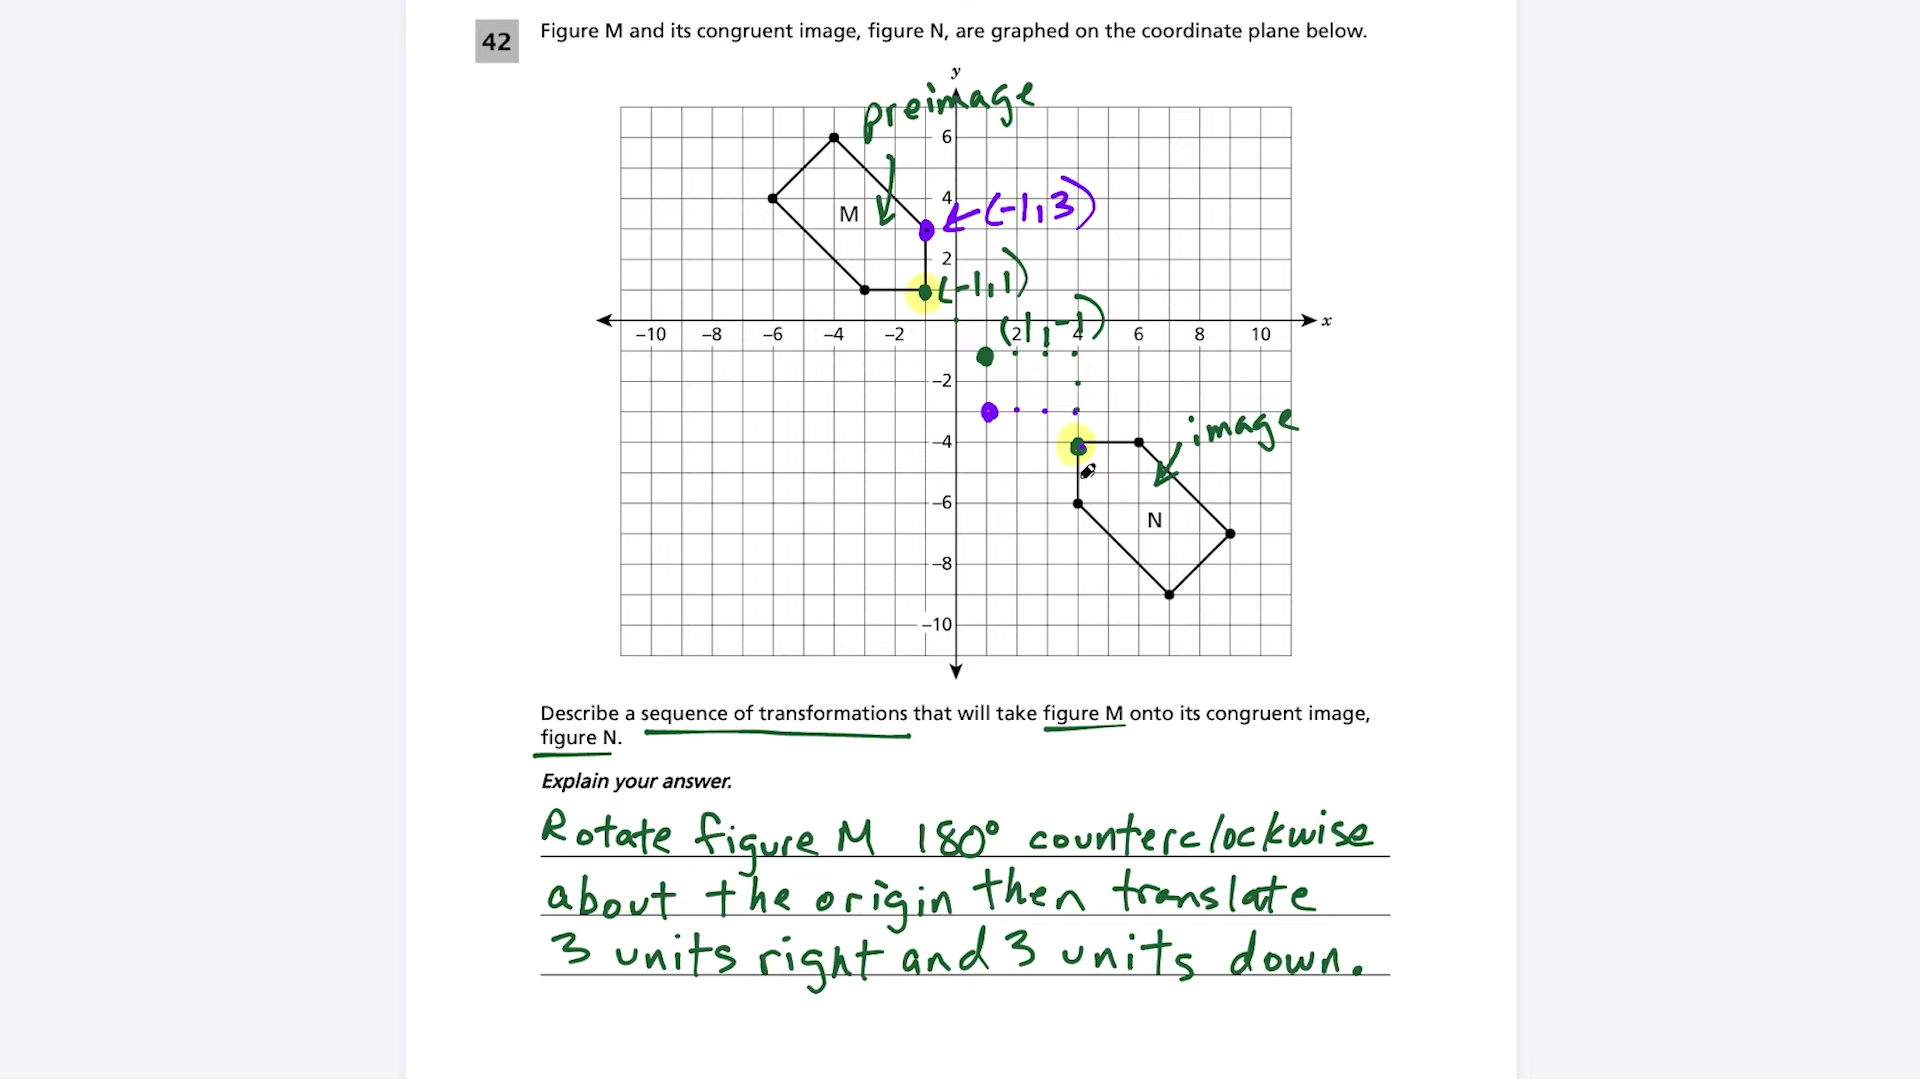 42 Figure M and its congruent image, figure N, are graphed on the coordinate plane below.
y
preimage
6
4
M
(-1,3)
2
(-1,1)
(1,-1)
x
−10 −8 −6 −4 −2 2 4 6 8 10
−2
image
−4
−6
N
−8
−10
Describe a sequence of transformations that will take figure M onto its congruent image,
figure N.
Explain your answer.
Rotate figure M 180° counterclockwise
about the origin then translate
3 units right and 3 units down.